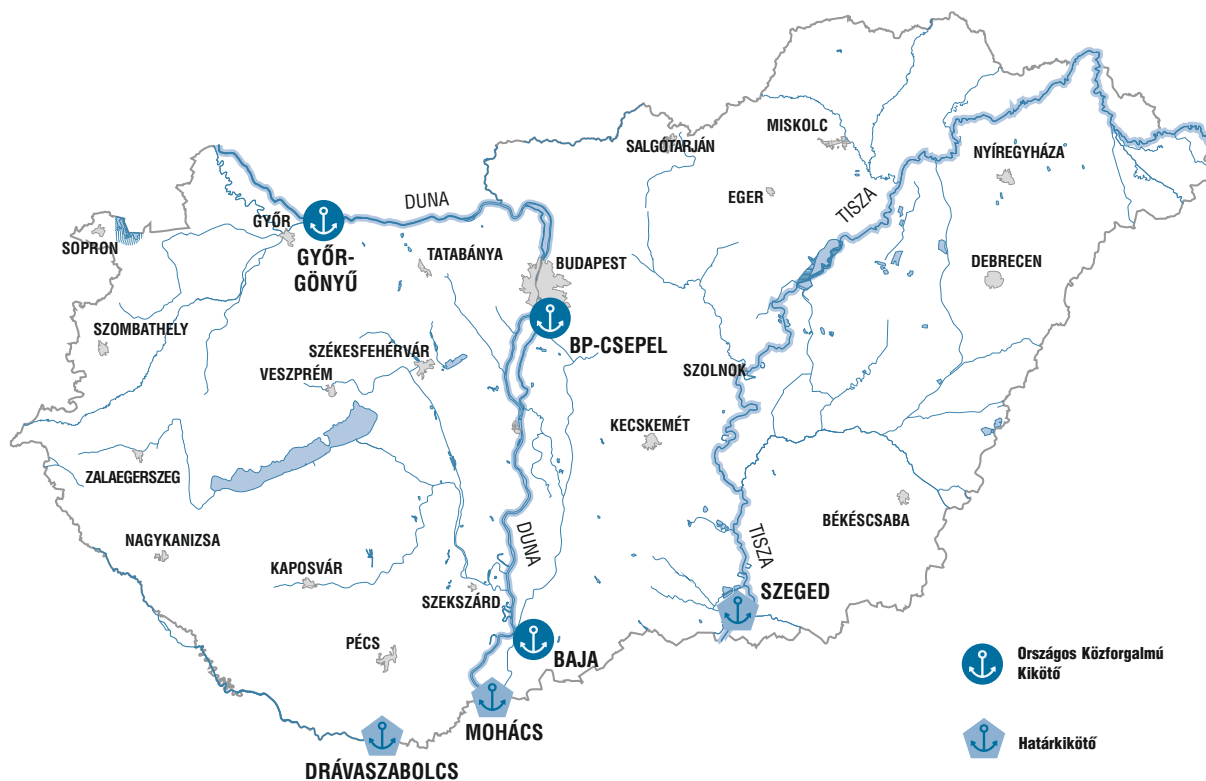 MISKOLC
SALGÓTARJÁN
NYÍREGYHÁZA
EGER
TISZA
DUNA
GYŐR
SOPRON
GYŐR-
GÖNYŰ
TATABÁNYA
BUDAPEST
DEBRECEN
SZOMBATHELY
BP-CSEPEL
SZÉKESFEHÉRVÁR
VESZPRÉM
SZOLNOK
KECSKEMÉT
ZALAEGERSZEG
BÉKÉSCSABA
DUNA
TISZA
NAGYKANIZSA
KAPOSVÁR
SZEKSZÁRD
SZEGED
PÉCS
BAJA
MOHÁCS
DRÁVASZABOLCS
Országos Közforgalmú
Kikötő
Határkikötő